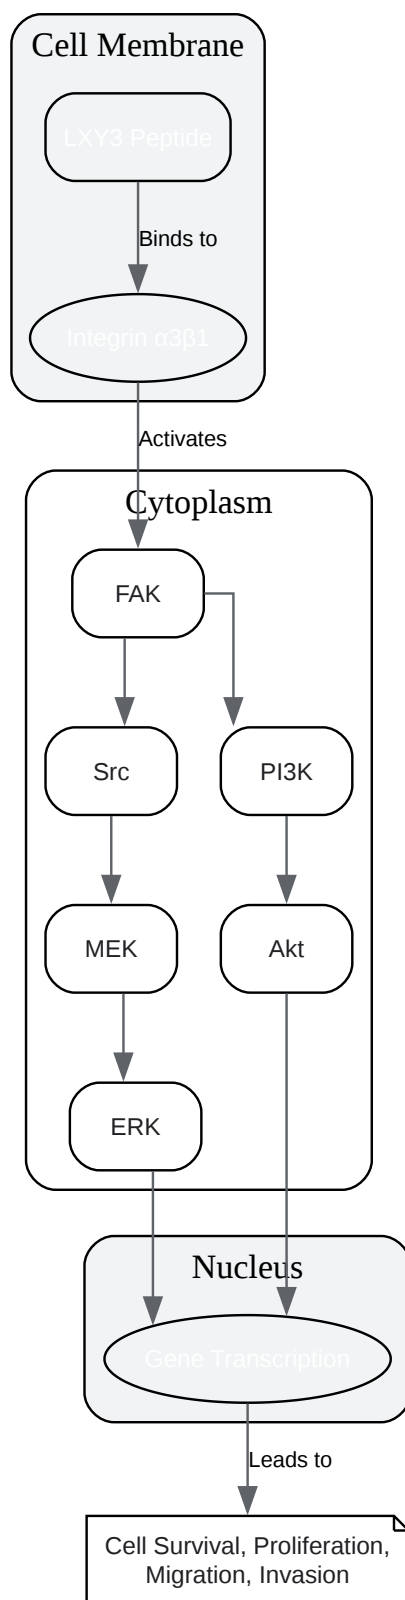 Cell Membrane
LXY3 Peptide
Binds to
Integrin α3β1
Activates
Cytoplasm
FAK
Src
PI3K
MEK
Akt
ERK
Nucleus
Gene Transcription
Leads to
Cell Survival, Proliferation,
Migration, Invasion